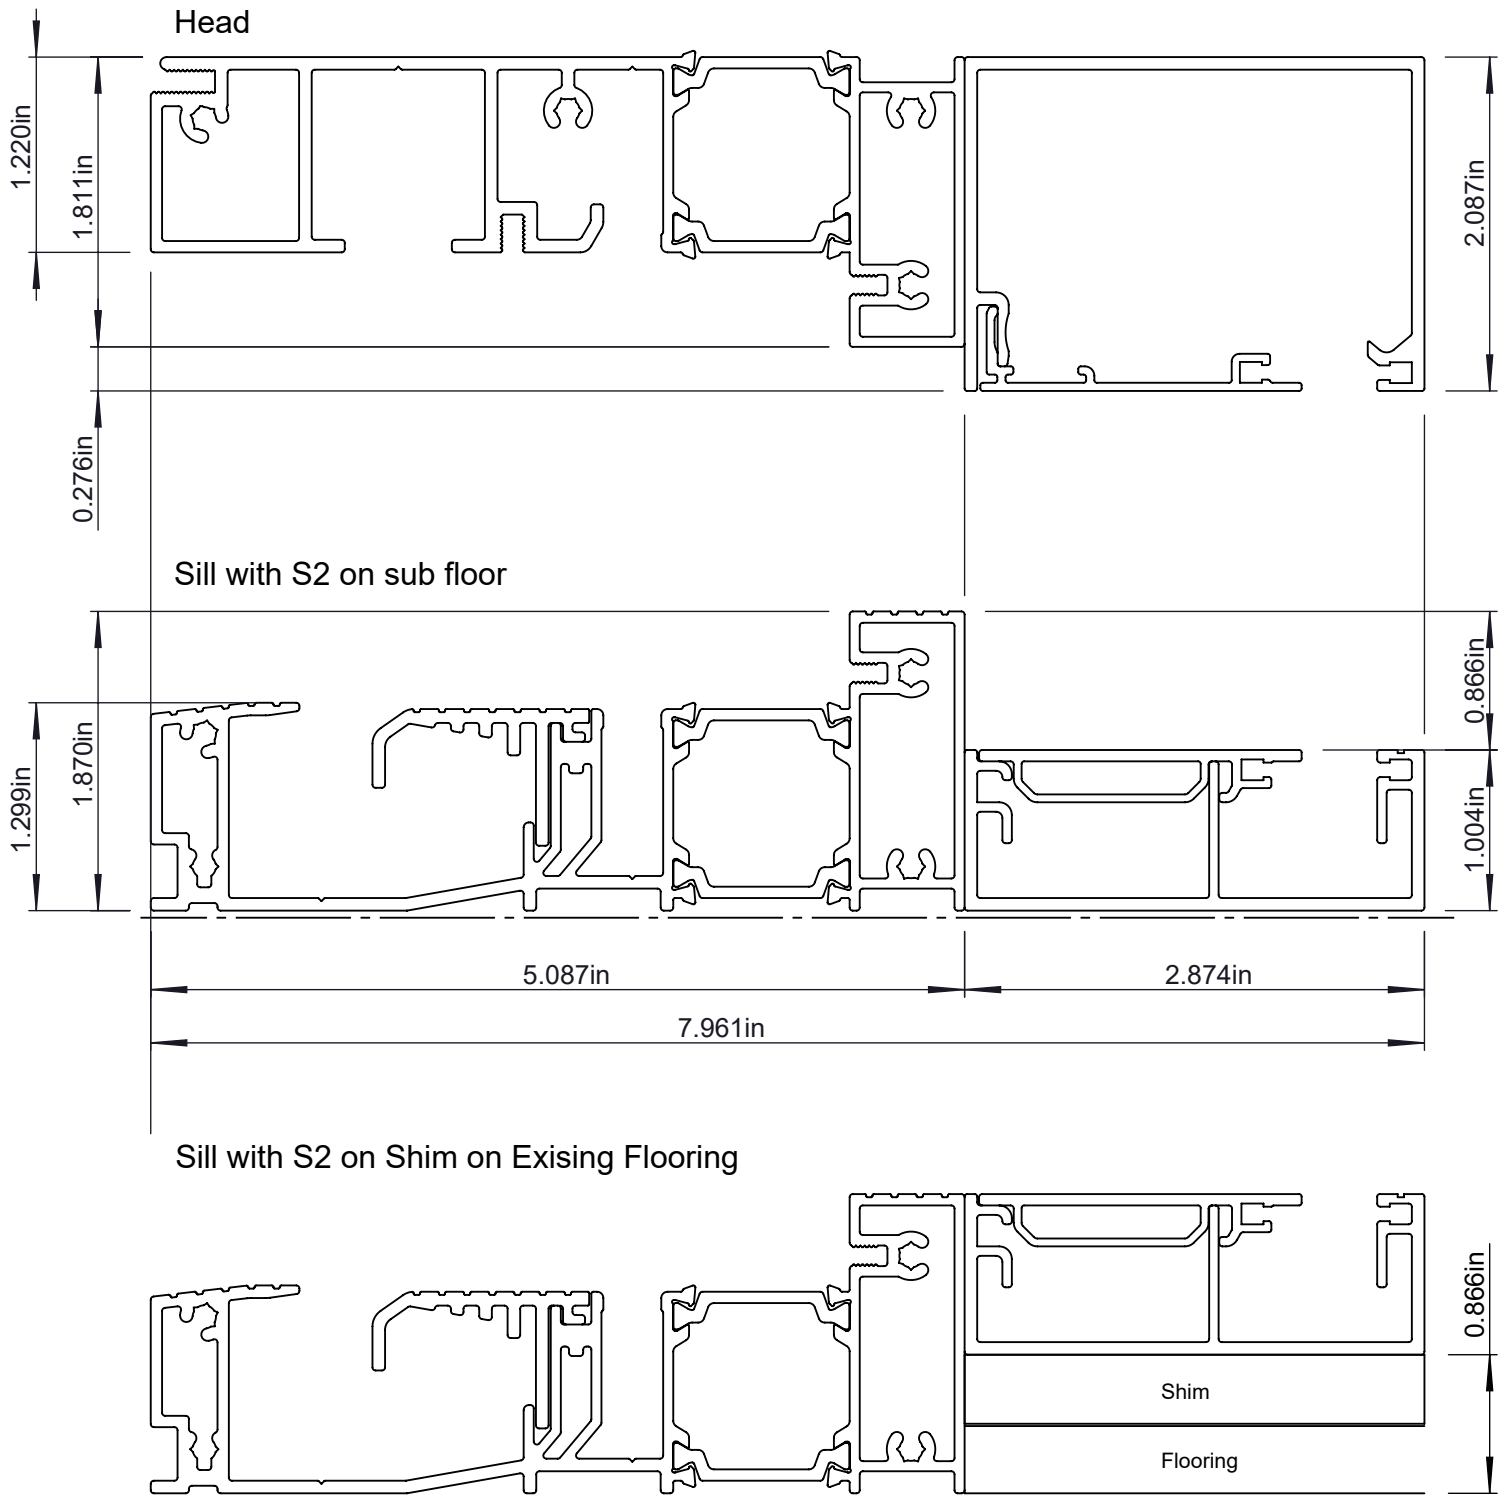 Head
1.220in
1.811in
2.087in
0.276in
Sill with S2 on sub floor
0.866in
1.299in
1.870in
1.004in
5.087in
2.874in
7.961in
Sill with S2 on Shim on Exising Flooring
0.866in
Shim
Flooring